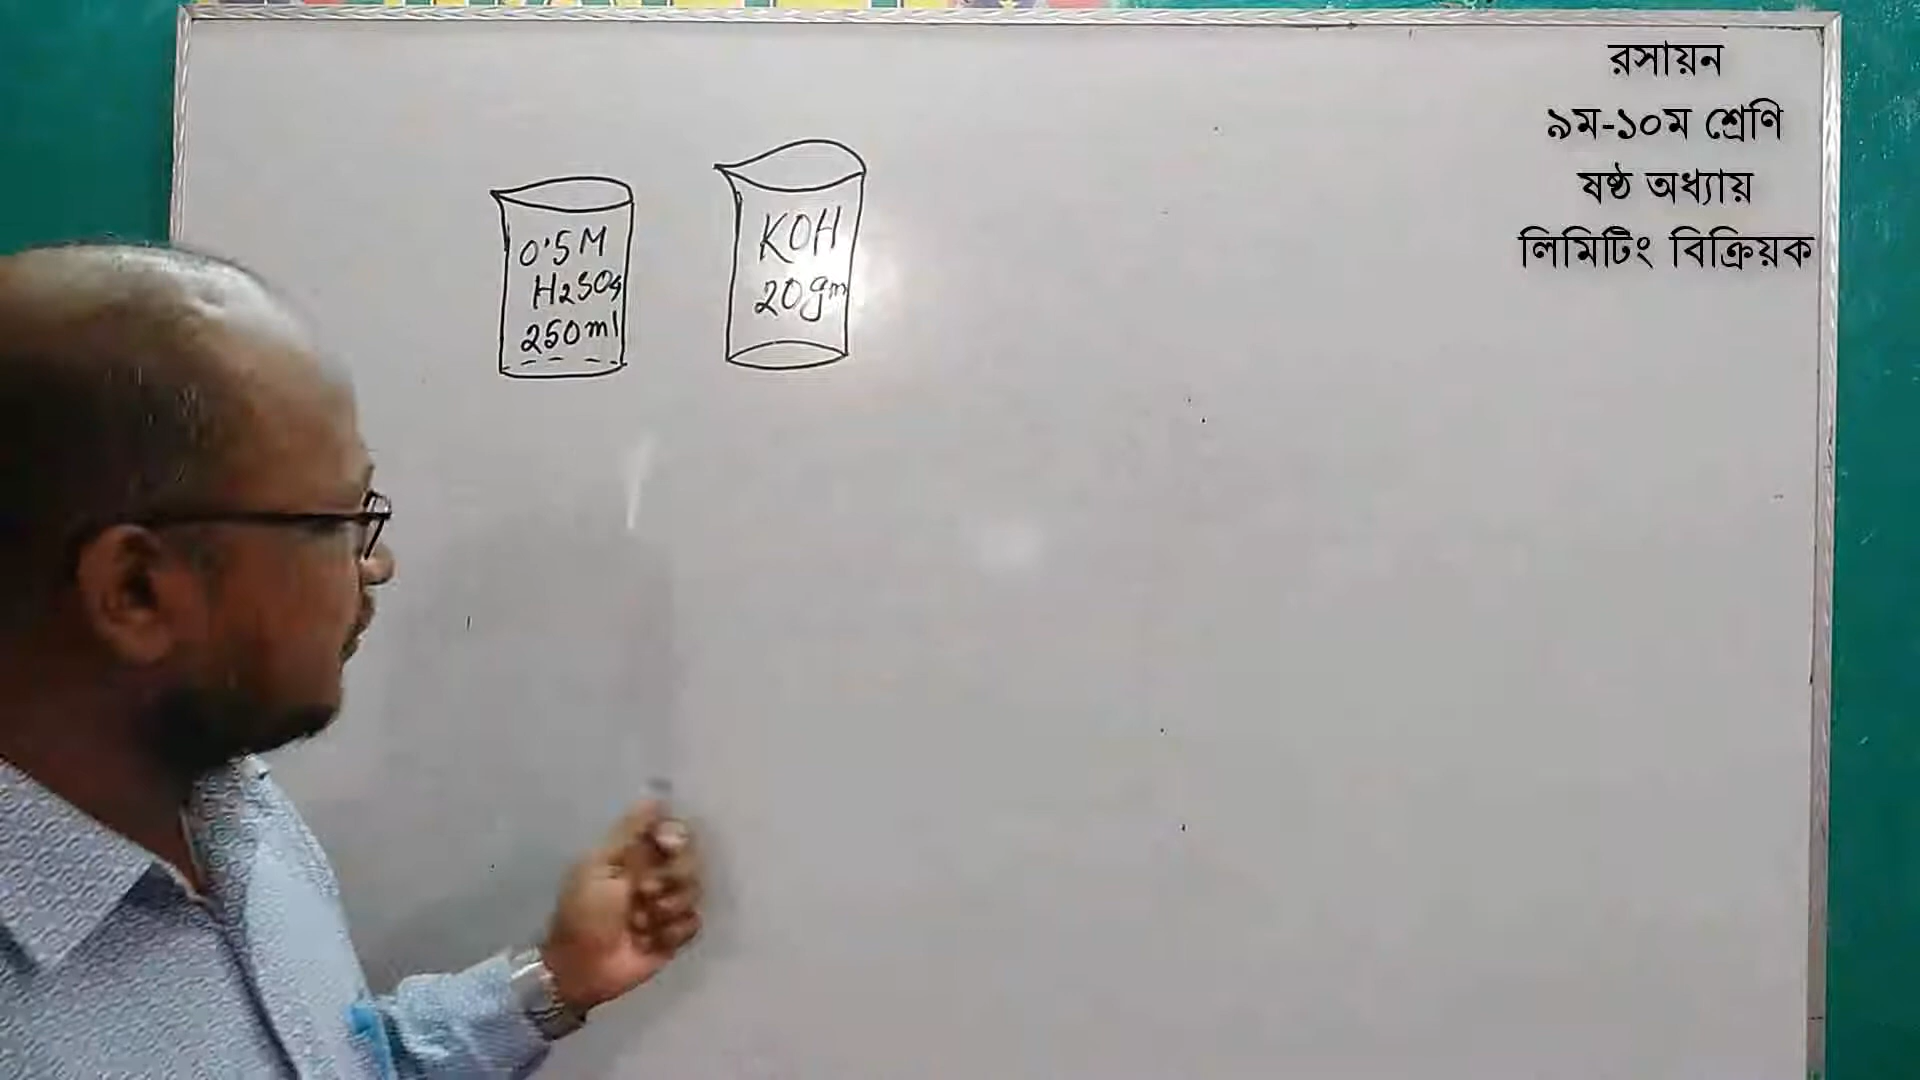 রসায়ন
৯ম-১০ম শ্রেণি
ষষ্ঠ অধ্যায়
লিমিটিং বিক্রিয়ক
0.5M
H2SO4
250ml
KOH
20gm